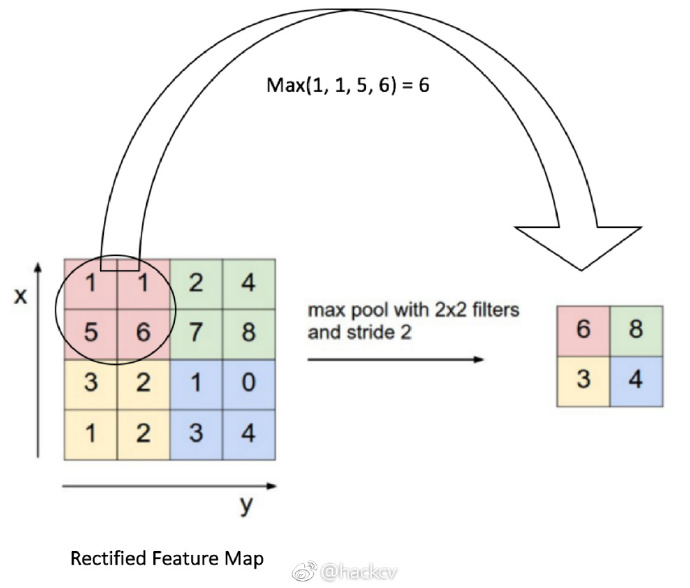 Max(1, 1, 5, 6) = 6
x
1 1 2 4
5 6 7 8
3 2 1 0
1 2 3 4
y
max pool with 2x2 filters
and stride 2
6 8
3 4
Rectified Feature Map
@hackcv